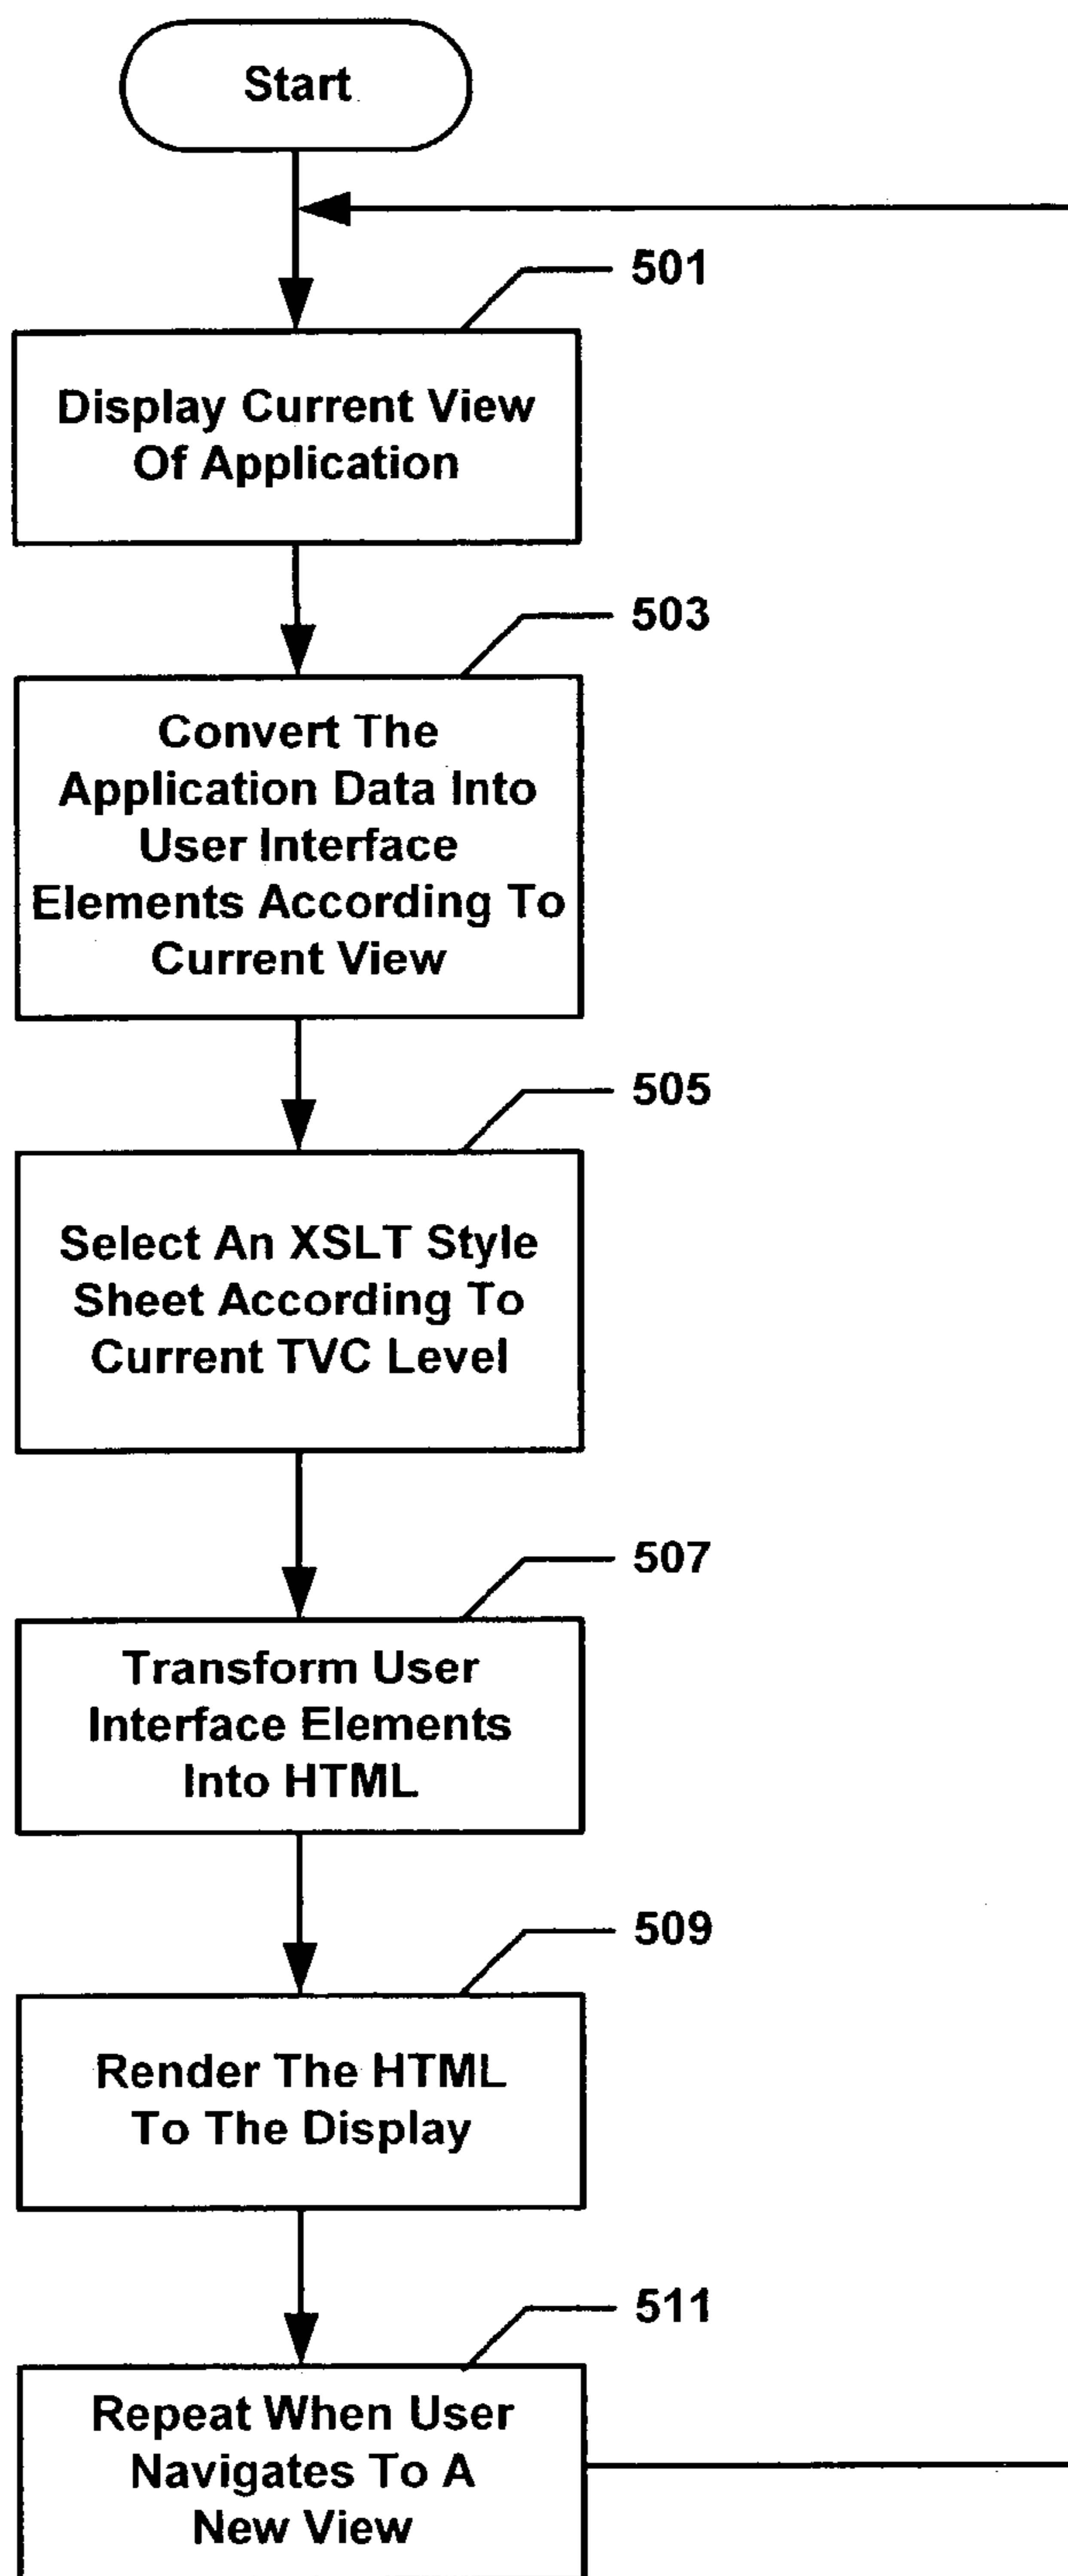 Start
501
Display Current View
Of Application
503
Convert The
Application Data Into
User Interface
Elements According To
Current View
505
Select An XSLT Style
Sheet According To
Current TVC Level
507
Transform User
Interface Elements
Into HTML
509
Render The HTML
To The Display
511
Repeat When User
Navigates To A
New View